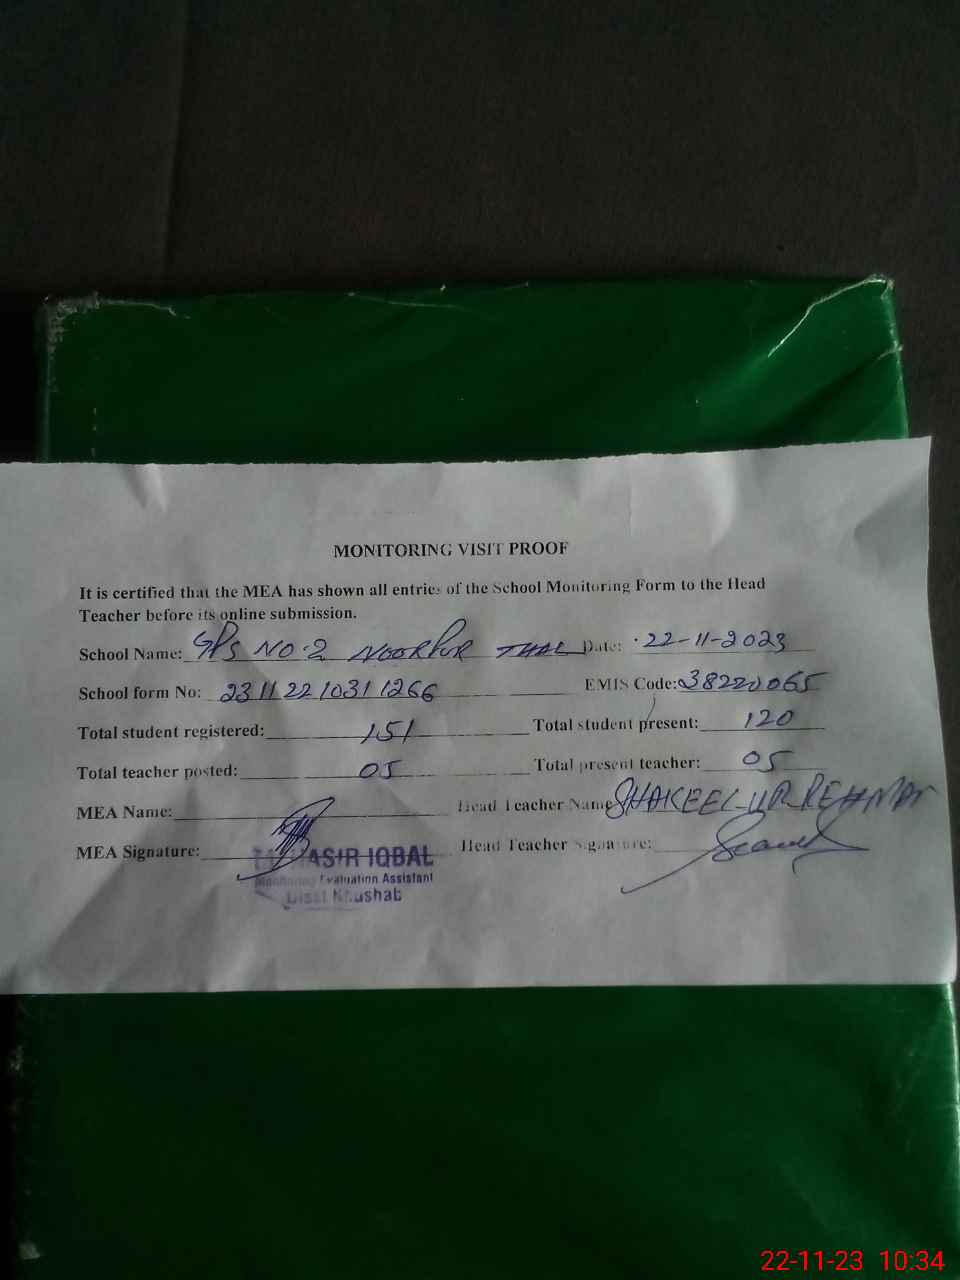 MONITORING VISIT PROOF
It is certified that the MEA has shown all entries of the School Monitoring Form to the Head
Teacher before its online submission.
School Name: GPS NO.2 NOORPUR THAL Date: 22-11-2023
School form No: 23112210311266 EMIS Code: 38220065
Total student registered: 151 Total student present: 120
Total teacher posted: 05 Total present teacher: 05
MEA Name: Head Teacher Name SHAKEEL UR REHMAN
MEA Signature: Head Teacher Signature:
ASIR IQBAL
Monitoring Evaluation Assistant
Distt Khushab
22-11-23 10:34